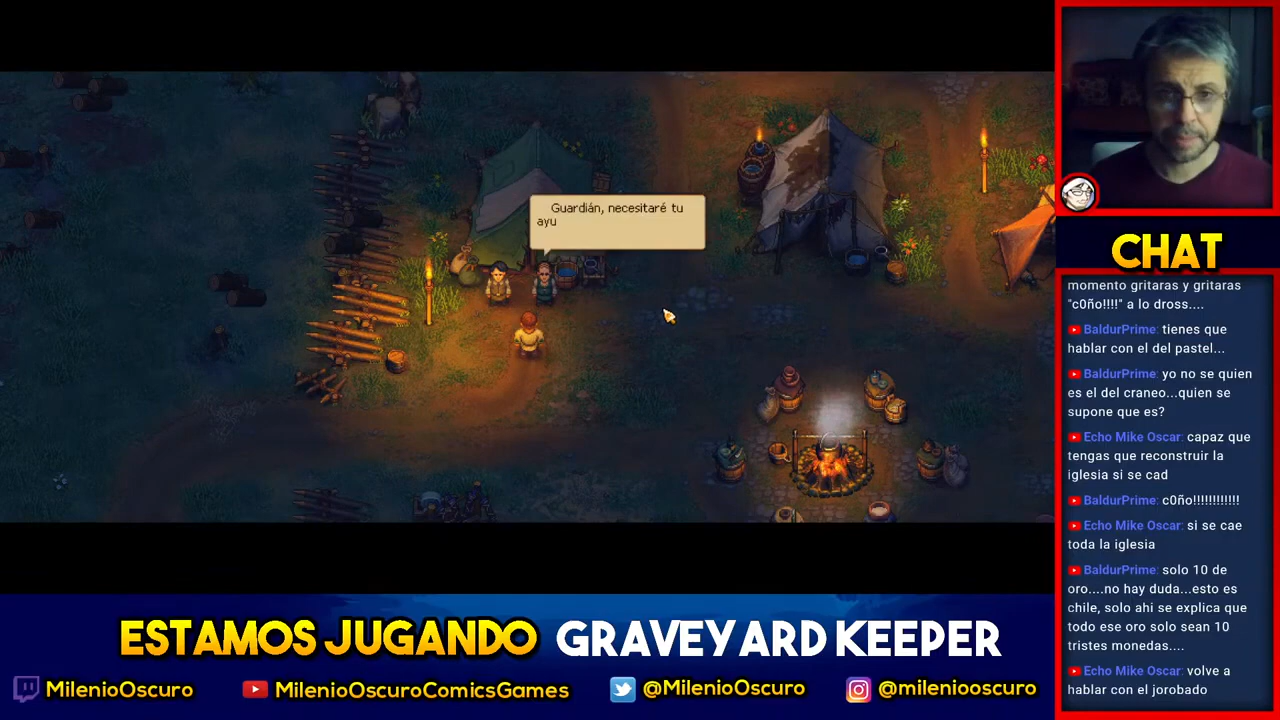 Guardián, necesitaré tu
ayu
CHAT
momento gritaras y gritaras
"c0ño!!!!" a lo dross....
BaldurPrime: tienes que
hablar con el del pastel...
BaldurPrime: yo no se quien
es el del craneo...quien se
supone que es?
Echo Mike Oscar: capaz que
tengas que reconstruir la
iglesia si se cad
BaldurPrime: c0ño!!!!!!!!!!!!
Echo Mike Oscar: si se cae
toda la iglesia
BaldurPrime: solo 10 de
oro....no hay duda...esto es
chile, solo ahi se explica que
todo ese oro solo sean 10
tristes monedas....
Echo Mike Oscar: volve a
hablar con el jorobado
ESTAMOS JUGANDO GRAVEYARD KEEPER
MilenioOscuro MilenioOscuroComicsGames @MilenioOscuro @mileniooscuro